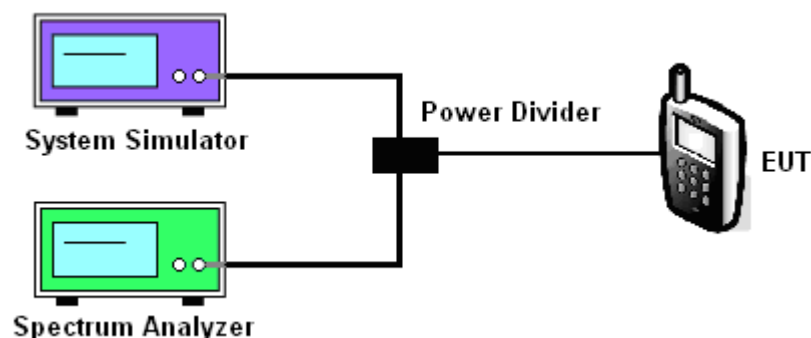 System Simulator
Power Divider
EUT
Spectrum Analyzer